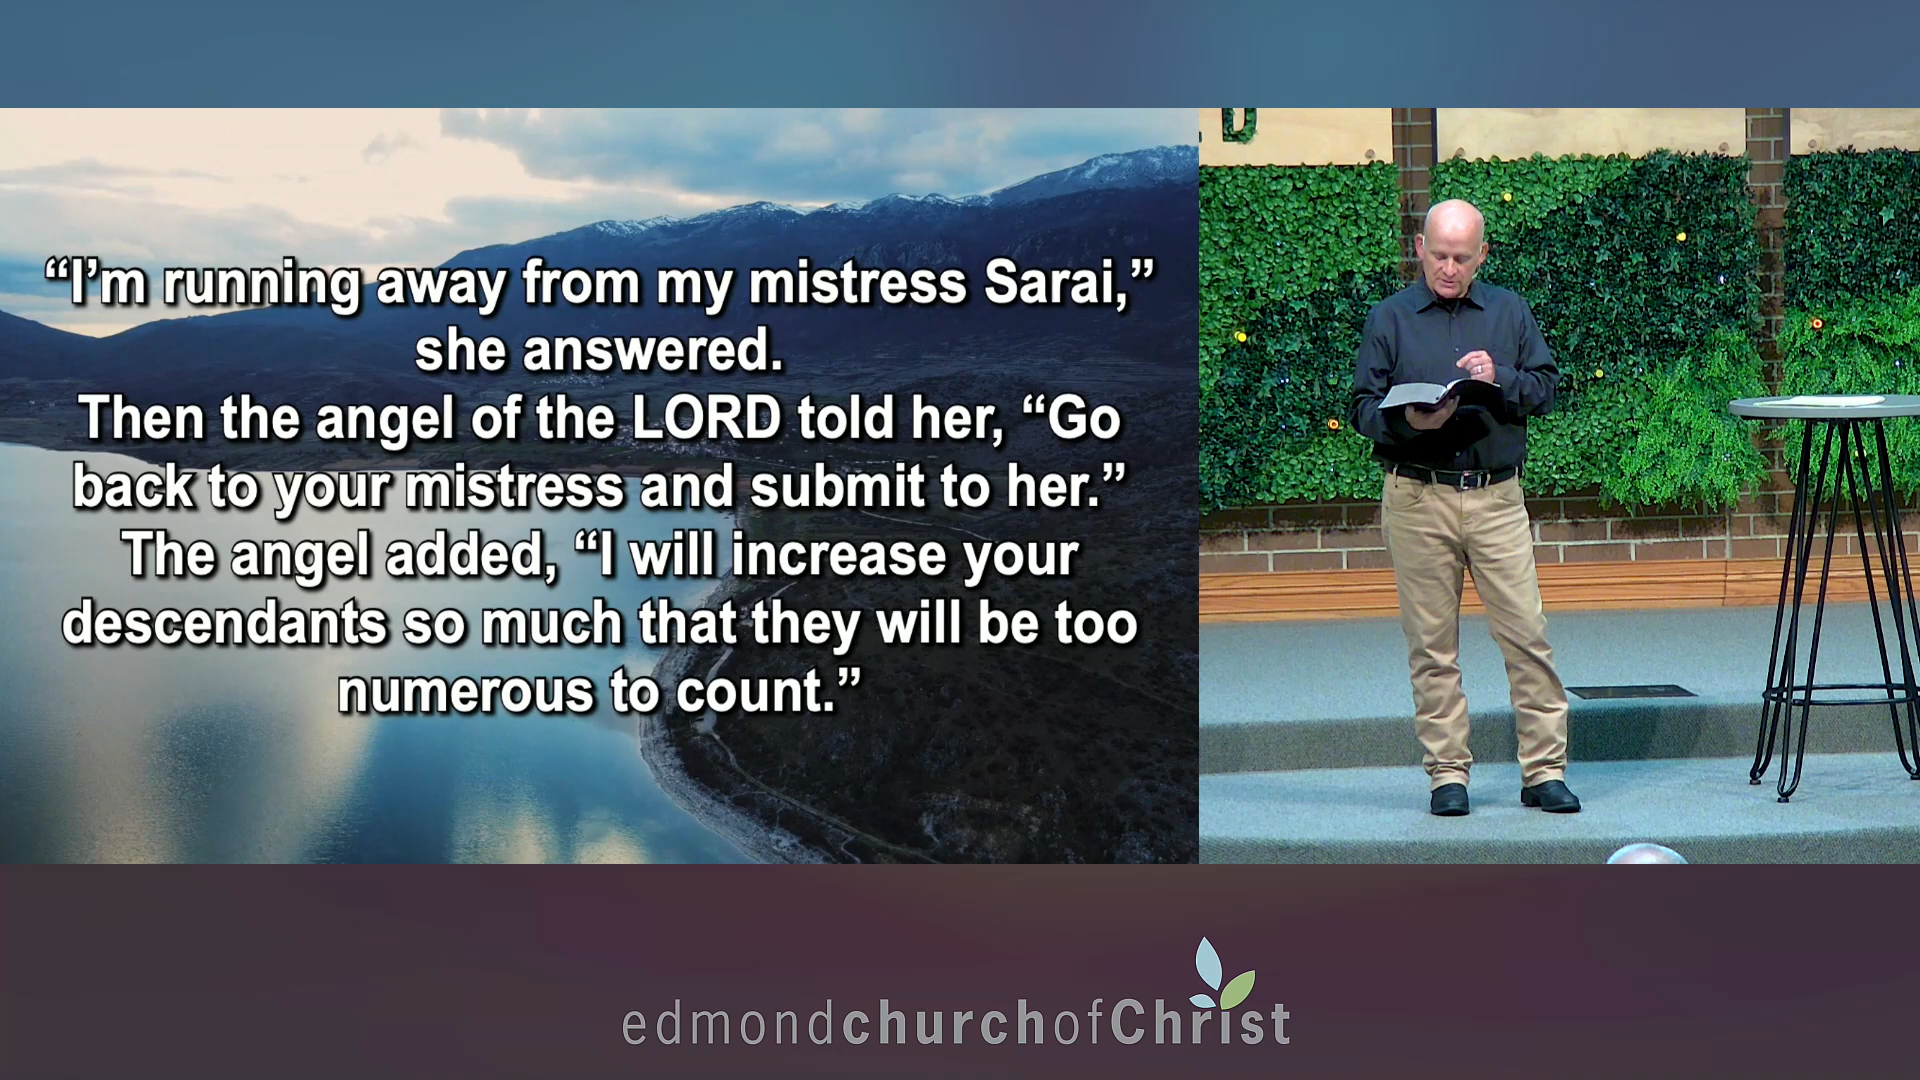 “I’m running away from my mistress Sarai,”
she answered.
Then the angel of the LORD told her, “Go
back to your mistress and submit to her.”
The angel added, “I will increase your
descendants so much that they will be too
numerous to count.”
D
edmondchurchofChrist